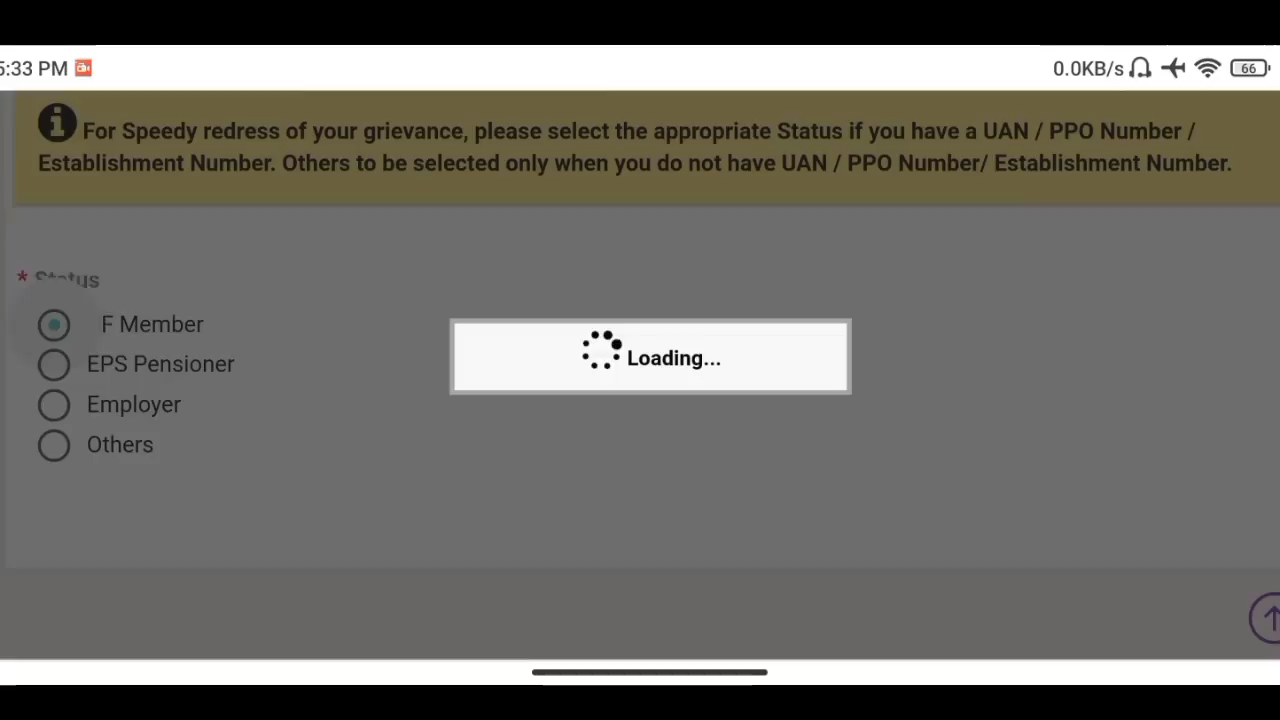 5:33 PM
0.0KB/s 66
For Speedy redress of your grievance, please select the appropriate Status if you have a UAN / PPO Number /
Establishment Number. Others to be selected only when you do not have UAN / PPO Number/ Establishment Number.
* Status
F Member
Loading...
EPS Pensioner
Employer
Others